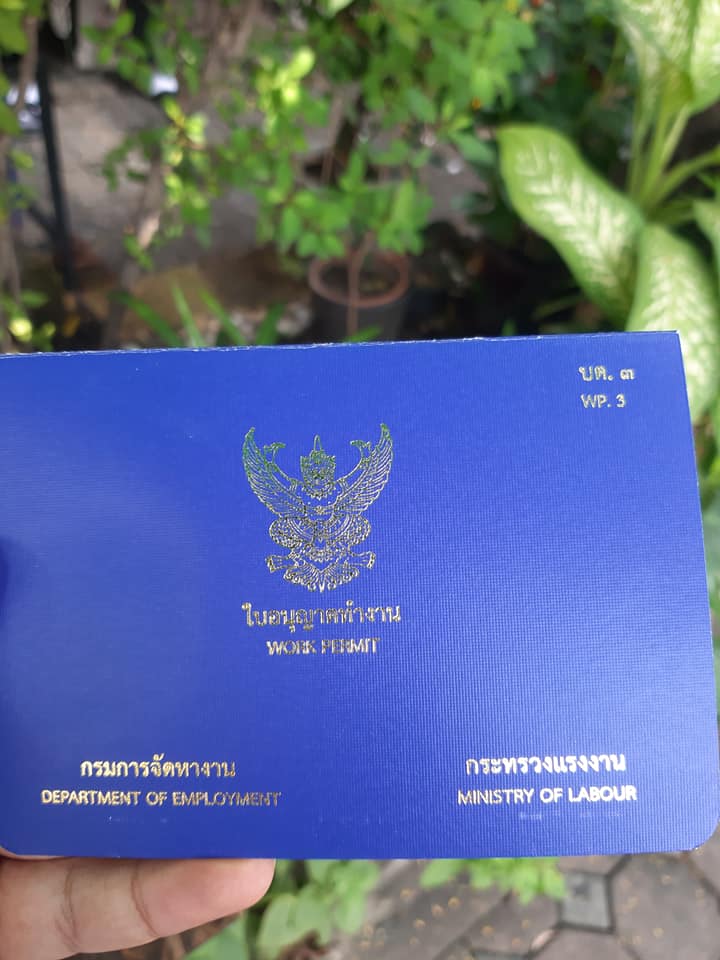 บต. ๓
WP. 3
ใบอนุญาตทำงาน
WORK PERMIT
กรมการจัดหางาน
DEPARTMENT OF EMPLOYMENT
กระทรวงแรงงาน
MINISTRY OF LABOUR